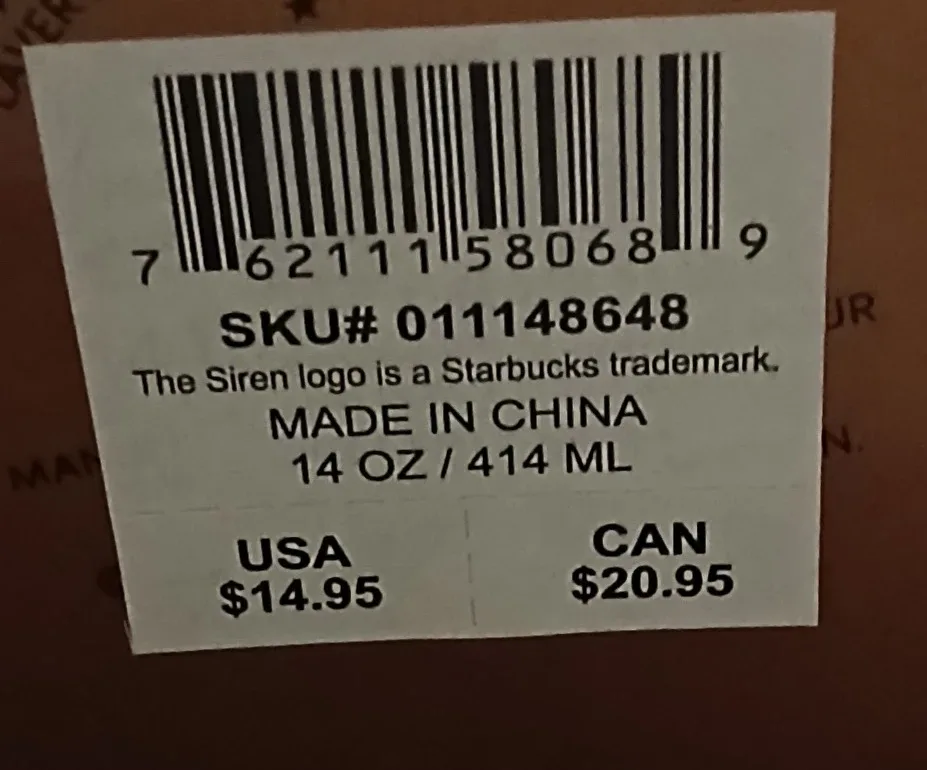 7 62111 58068 9
SKU# 011148648
The Siren logo is a Starbucks trademark.
MADE IN CHINA
14 OZ / 414 ML
USA
$14.95
CAN
$20.95